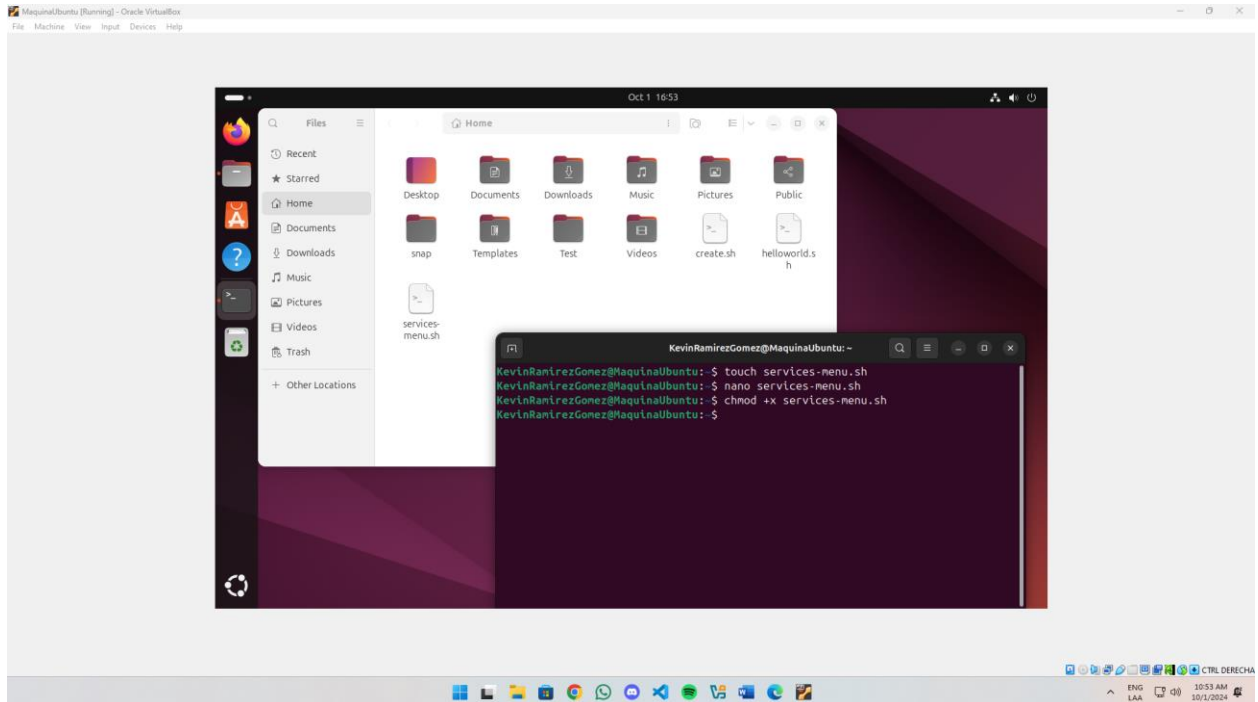 MaquinaUbuntu [Running] - Oracle VirtualBox
File Machine View Input Devices Help
Oct 1 16:53
Files
Home
Recent
Starred
Home
Documents
Downloads
Music
Pictures
Videos
Trash
+ Other Locations
Desktop Documents Downloads Music Pictures Public
snap Templates Test Videos create.sh helloworld.s
h
services-
menu.sh
KevinRamirezGomez@MaquinaUbuntu: ~
KevinRamirezGomez@MaquinaUbuntu:~$ touch services-menu.sh
KevinRamirezGomez@MaquinaUbuntu:~$ nano services-menu.sh
KevinRamirezGomez@MaquinaUbuntu:~$ chmod +x services-menu.sh
KevinRamirezGomez@MaquinaUbuntu:~$
CTRL DERECHA
ENG
LAA
10:53 AM
10/1/2024